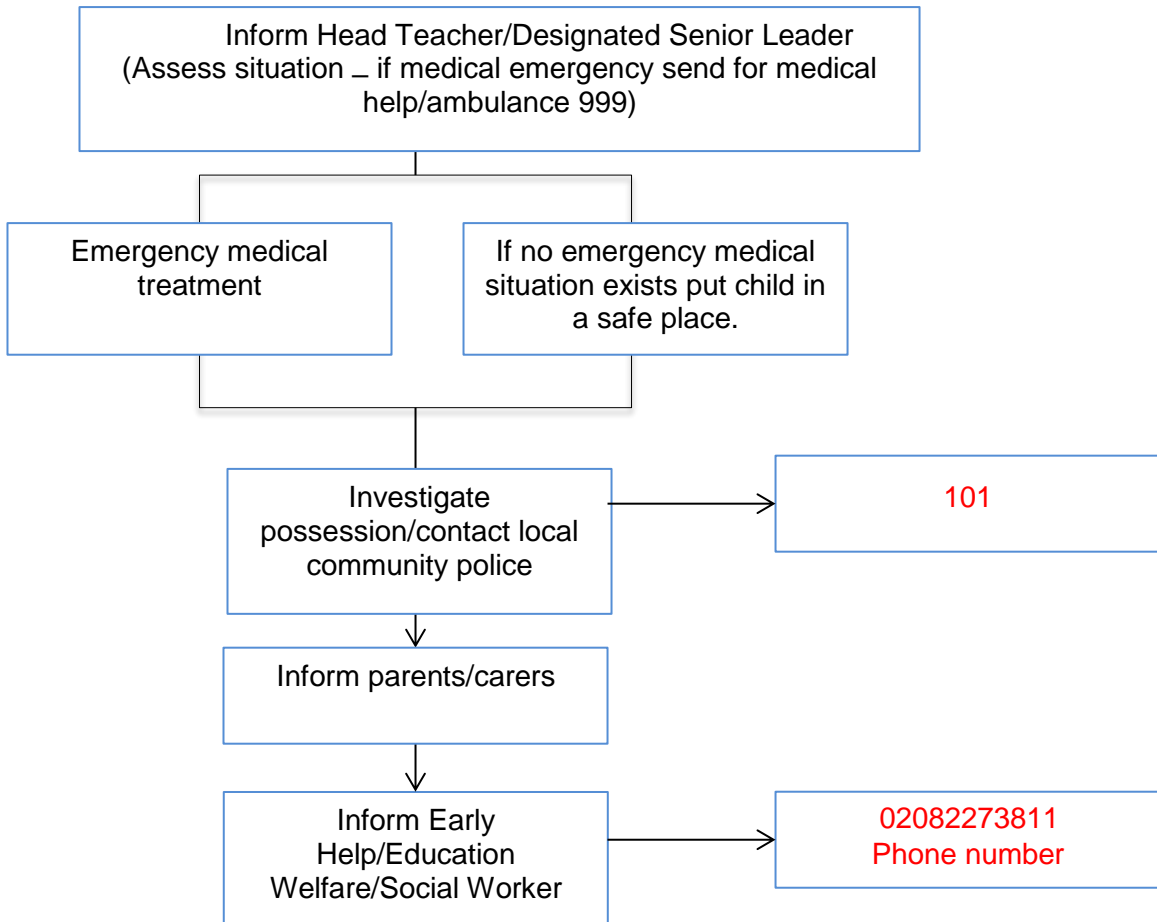 Inform Head Teacher/Designated Senior Leader
(Assess situation – if medical emergency send for medical
help/ambulance 999)
Emergency medical
treatment
If no emergency medical
situation exists put child in
a safe place.
Investigate
possession/contact local
community police
101
Inform parents/carers
Inform Early
Help/Education
Welfare/Social Worker
02082273811
Phone number